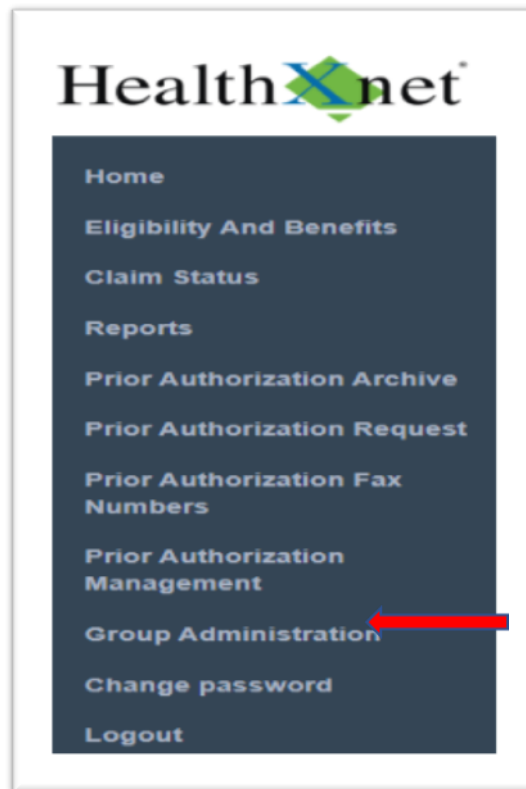 HealthXnet
Home
Eligibility And Benefits
Claim Status
Reports
Prior Authorization Archive
Prior Authorization Request
Prior Authorization Fax
Numbers
Prior Authorization
Management
Group Administration
Change password
Logout